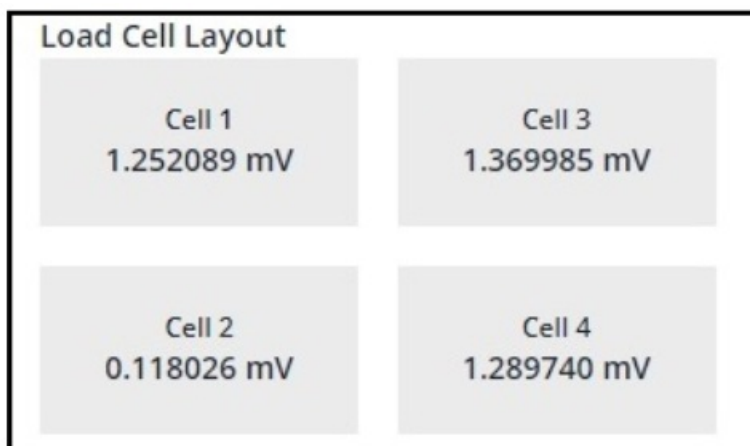 Load Cell Layout
Cell 1
1.252089 mV
Cell 3
1.369985 mV
Cell 2
0.118026 mV
Cell 4
1.289740 mV